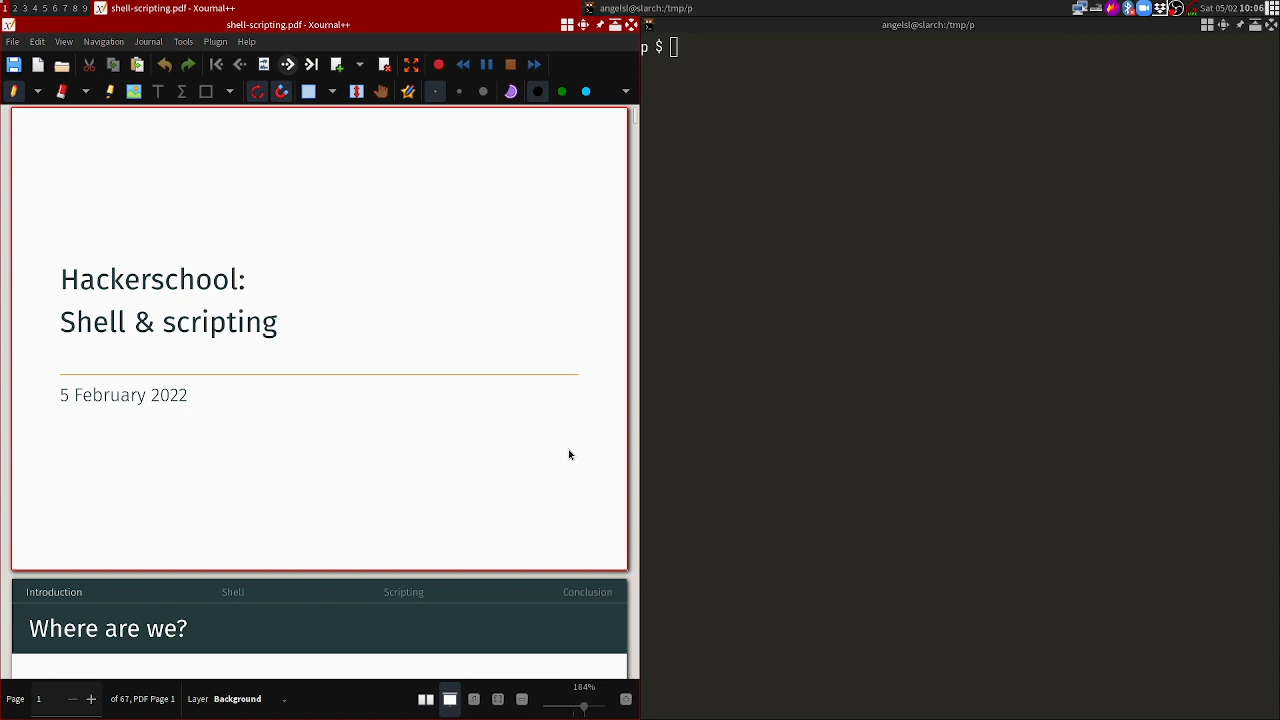 1 2 3 4 5 6 7 8 9 shell-scripting.pdf - Xournal++ angelsl@slarch:/tmp/p Sat 05/02 10:06
shell-scripting.pdf - Xournal++ angelsl@slarch:/tmp/p
File Edit View Navigation Journal Tools Plugin Help
p $
Hackerschool:
Shell & scripting
5 February 2022
Introduction Shell Scripting Conclusion
Where are we?
184%
Page 1 of 67, PDF Page 1 Layer Background